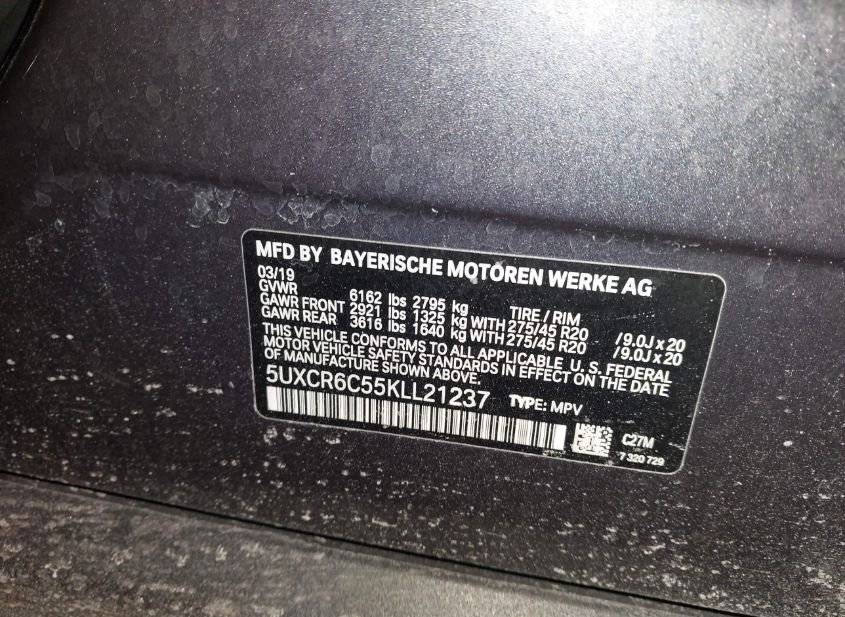 MFD BY BAYERISCHE MOTOREN WERKE AG
03/19
GVWR 6162 lbs 2795 kg TIRE / RIM
GAWR FRONT 2921 lbs 1325 kg WITH 275/45 R20 /9.0J x 20
GAWR REAR 3616 lbs 1640 kg WITH 275/45 R20 /9.0J x 20
THIS VEHICLE CONFORMS TO ALL APPLICABLE U. S. FEDERAL
MOTOR VEHICLE SAFETY STANDARDS IN EFFECT ON THE DATE
OF MANUFACTURE SHOWN ABOVE.
5UXCR6C55KLL21237 TYPE: MPV
C27M
7 320 729